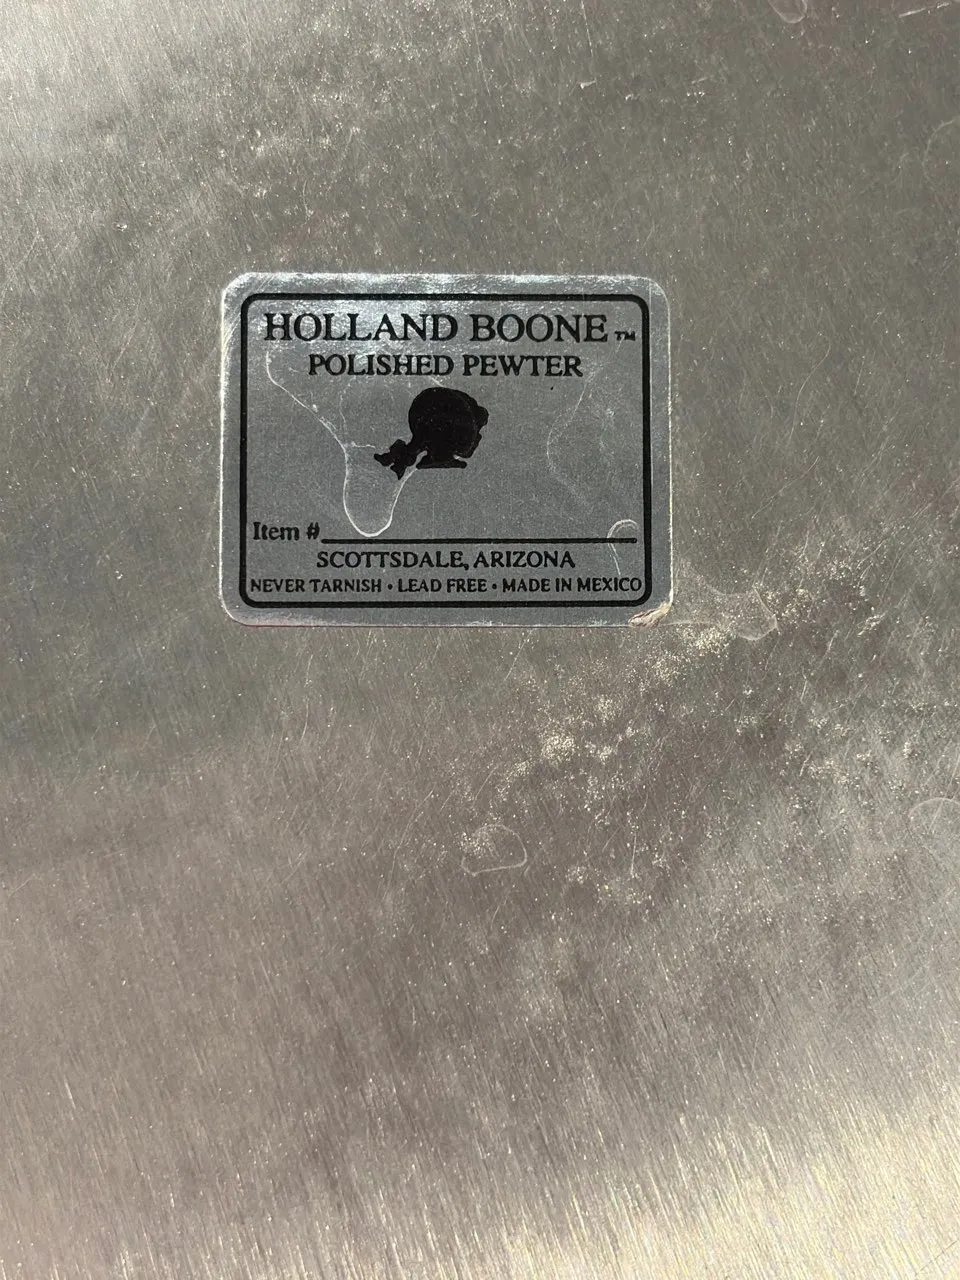 HOLLAND BOONE™
POLISHED PEWTER
Item #
SCOTTSDALE, ARIZONA
NEVER TARNISH • LEAD FREE • MADE IN MEXICO